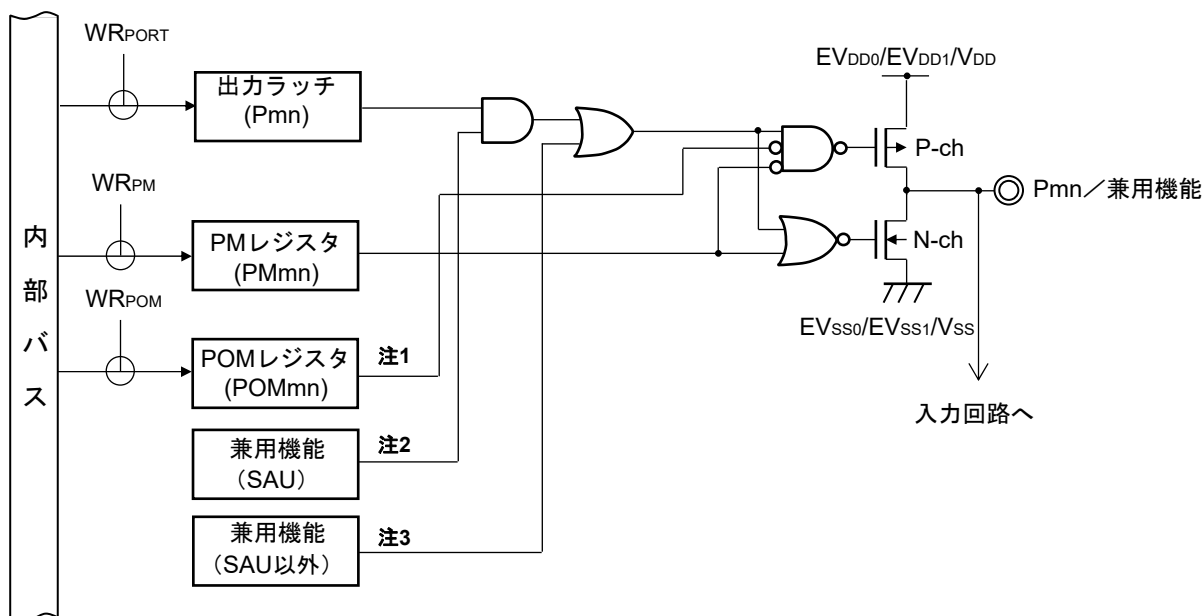 WRPORT
出力ラッチ
(Pmn)
EVDD0/EVDD1/VDD
P-ch
Pmn/兼用機能
N-ch
EVSS0/EVSS1/VSS
入力回路へ
WRPM
PMレジスタ
(PMmn)
WRPOM
POMレジスタ
(POMmn)
注1
兼用機能
(SAU)
注2
兼用機能
(SAU以外)
注3
内部バス